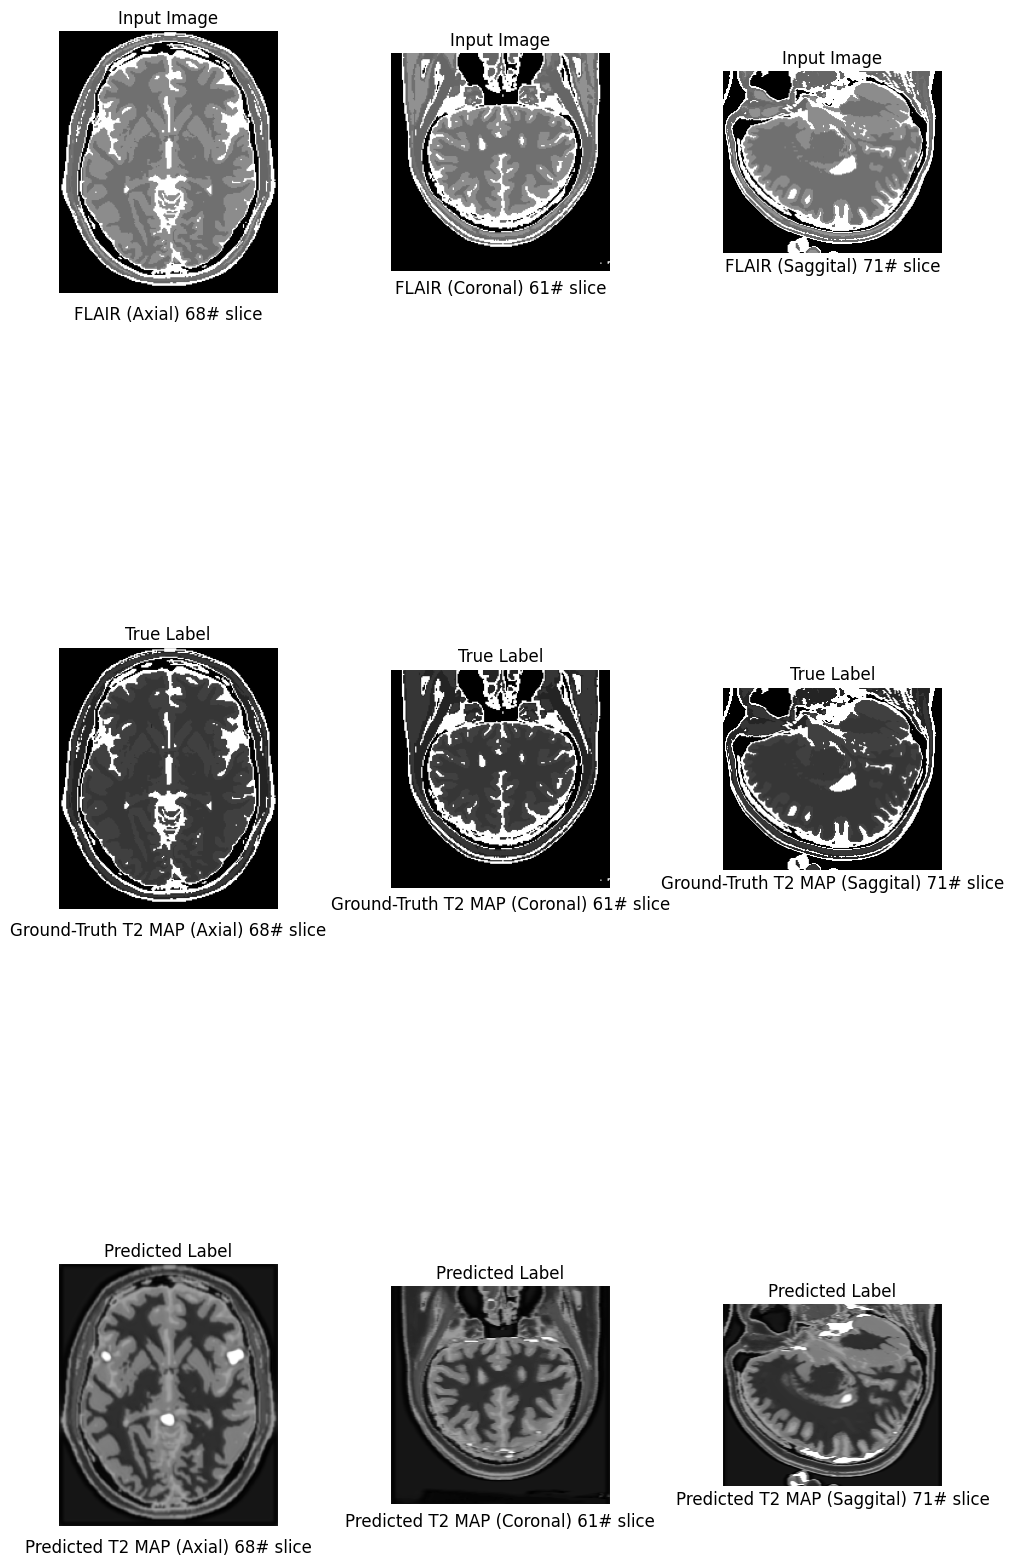 Input Image
Input Image
Input Image
FLAIR (Axial) 68# slice
FLAIR (Coronal) 61# slice
FLAIR (Saggital) 71# slice
True Label
True Label
True Label
Ground-Truth T2 MAP (Axial) 68# slice
Ground-Truth T2 MAP (Coronal) 61# slice
Ground-Truth T2 MAP (Saggital) 71# slice
Predicted Label
Predicted Label
Predicted Label
Predicted T2 MAP (Axial) 68# slice
Predicted T2 MAP (Coronal) 61# slice
Predicted T2 MAP (Saggital) 71# slice